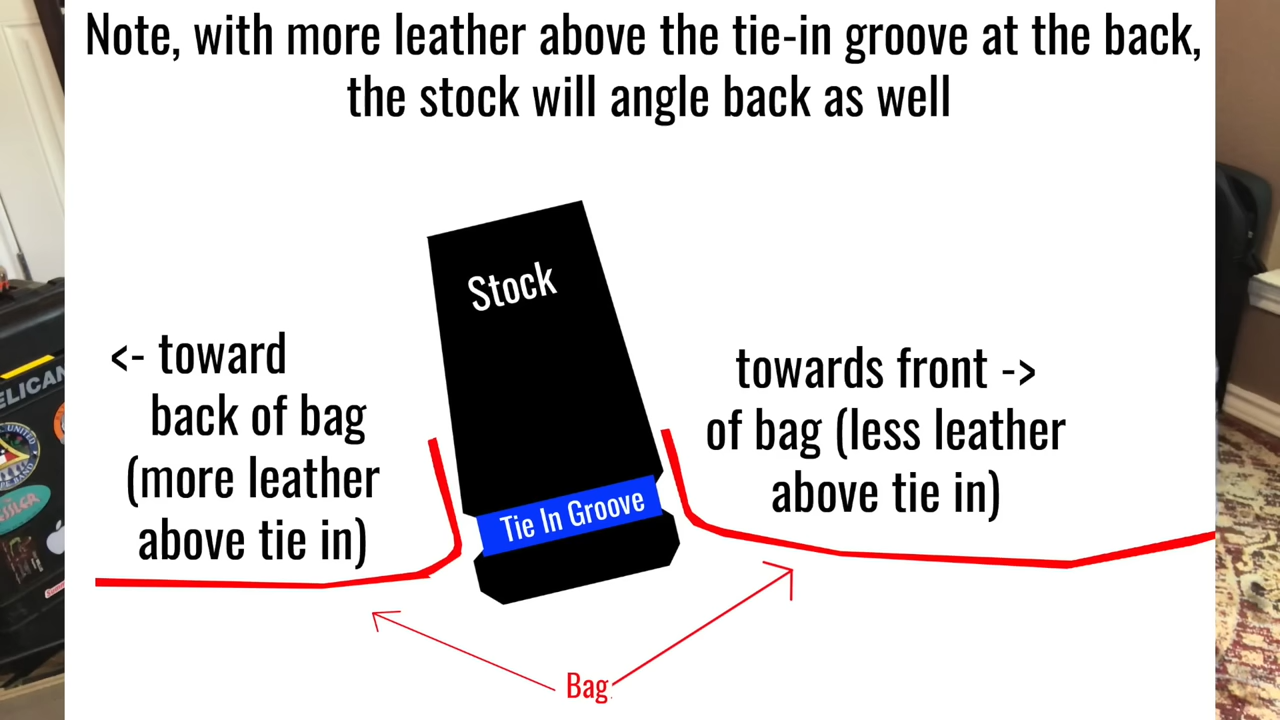 Note, with more leather above the tie-in groove at the back,
the stock will angle back as well
Stock
<- toward
back of bag
(more leather
above tie in)
towards front ->
of bag (less leather
above tie in)
Tie In Groove
Bag
PELICAN
UNITED